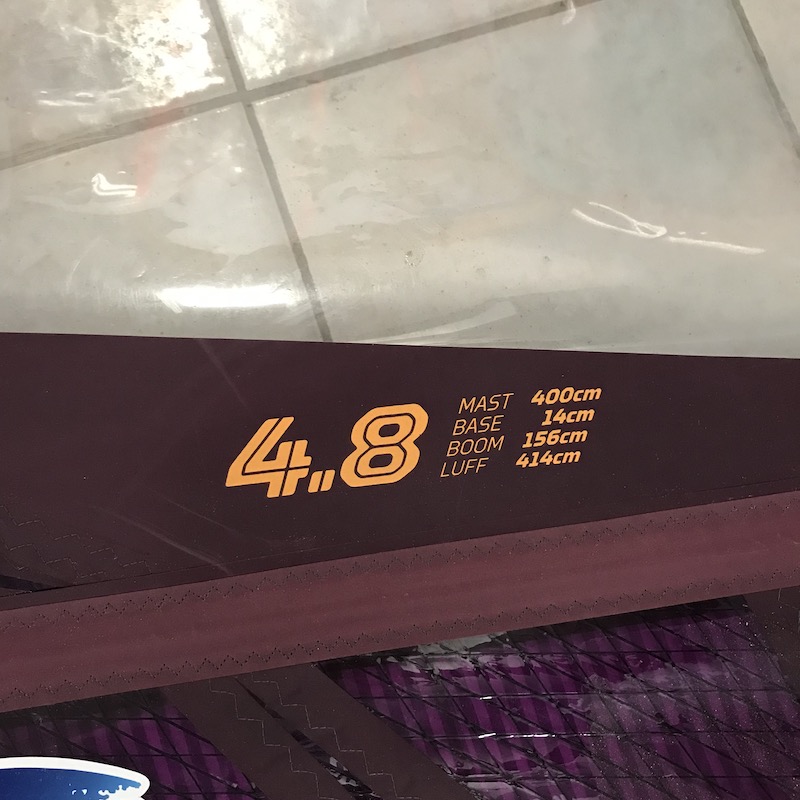 4.8
MAST 400cm
BASE 14cm
BOOM 156cm
LUFF 414cm